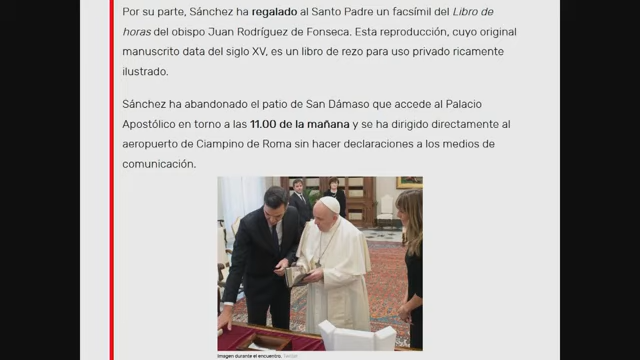 Por su parte, Sánchez ha regalado al Santo Padre un facsímil del Libro de
horas del obispo Juan Rodríguez de Fonseca. Esta reproducción, cuyo original
manuscrito data del siglo XV, es un libro de rezo para uso privado ricamente
ilustrado.
Sánchez ha abandonado el patio de San Dámaso que accede al Palacio
Apostólico en torno a las 11.00 de la mañana y se ha dirigido directamente al
aeropuerto de Ciampino de Roma sin hacer declaraciones a los medios de
comunicación.
Imagen durante el encuentro.